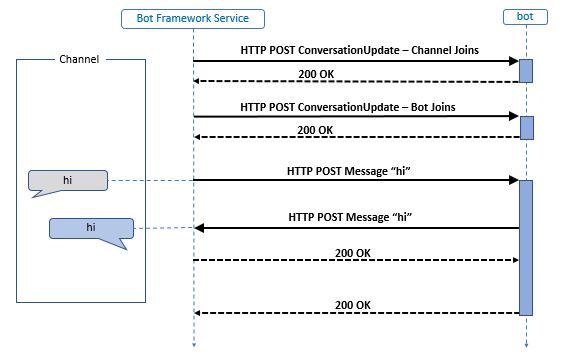 Bot Framework Service
bot
HTTP POST ConversationUpdate – Channel Joins
Channel
200 OK
HTTP POST ConversationUpdate – Bot Joins
200 OK
HTTP POST Message “hi”
hi
HTTP POST Message “hi”
hi
200 OK
200 OK